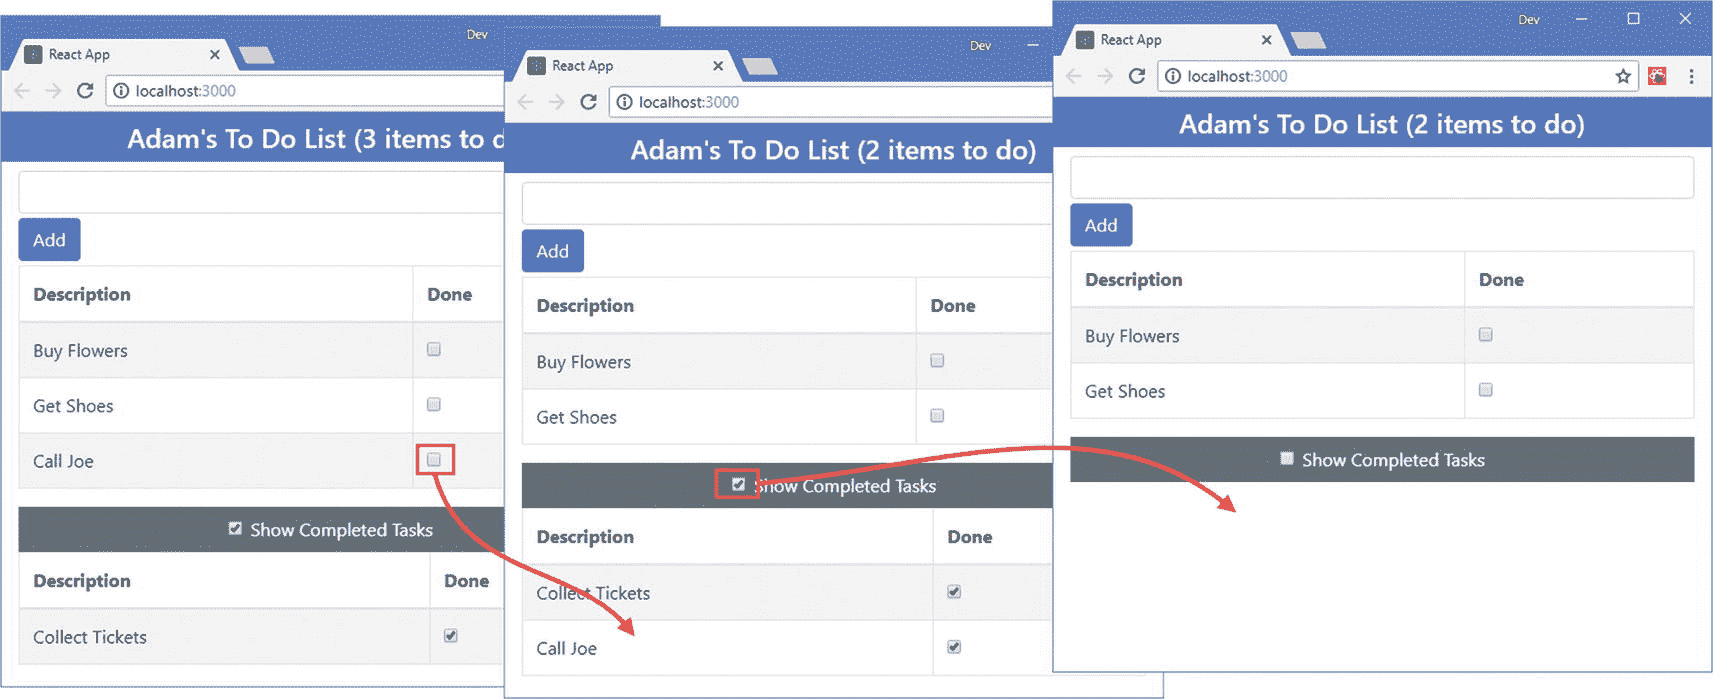 Dev
React App
localhost:3000
Adam's To Do List (3 items to d
Add
Description Done
Buy Flowers
Get Shoes
Call Joe
Show Completed Tasks
Description Done
Collect Tickets
Dev
React App
localhost:3000
Adam's To Do List (2 items to do)
Add
Description Done
Buy Flowers
Get Shoes
Show Completed Tasks
Description Done
Collect Tickets
Call Joe
Dev
React App
localhost:3000
Adam's To Do List (2 items to do)
Add
Description Done
Buy Flowers
Get Shoes
Show Completed Tasks